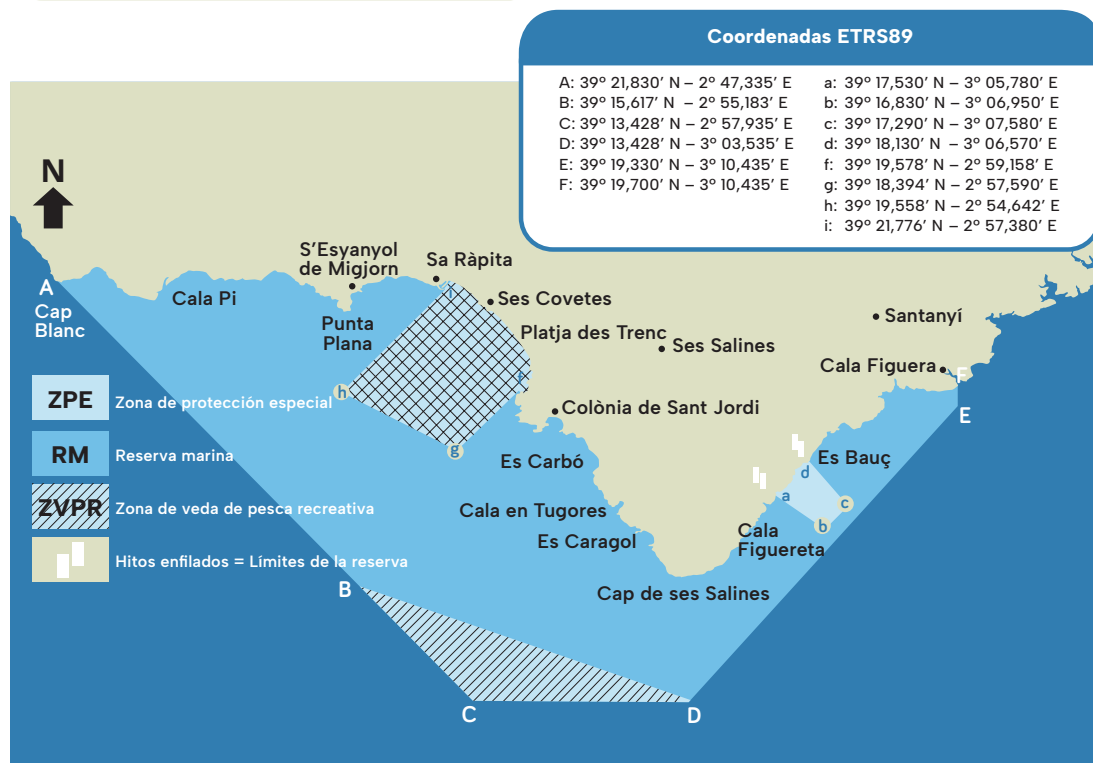 Coordenadas ETRS89
A: 39º 21,830’ N – 2º 47,335’ E
B: 39º 15,617’ N – 2º 55,183’ E
C: 39º 13,428’ N – 2º 57,935’ E
D: 39º 13,428’ N – 3º 03,535’ E
E: 39º 19,330’ N – 3º 10,435’ E
F: 39º 19,700’ N – 3º 10,435’ E
a: 39º 17,530’ N – 3º 05,780’ E
b: 39º 16,830’ N – 3º 06,950’ E
c: 39º 17,290’ N – 3º 07,580’ E
d: 39º 18,130’ N – 3º 06,570’ E
f: 39º 19,578’ N – 2º 59,158’ E
g: 39º 18,394’ N – 2º 57,590’ E
h: 39º 19,558’ N – 2º 54,642’ E
i: 39º 21,776’ N – 2º 57,380’ E
N
S’Esyanyol
de Migjorn
Sa Ràpita
A
Cap
Blanc
Cala Pi
i
Ses Covetes
Punta
Plana
Platja des Trenc
Ses Salines
Santanyí
Cala Figuera
F
E
f
h
g
Colònia de Sant Jordi
Es Carbó
Es Bauç
d
a
c
b
Cala en Tugores
Es Caragol
Cala
Figuereta
Cap de ses Salines
B
C
D
ZPE Zona de protección especial
RM Reserva marina
ZVPR Zona de veda de pesca recreativa
Hitos enfilados = Límites de la reserva